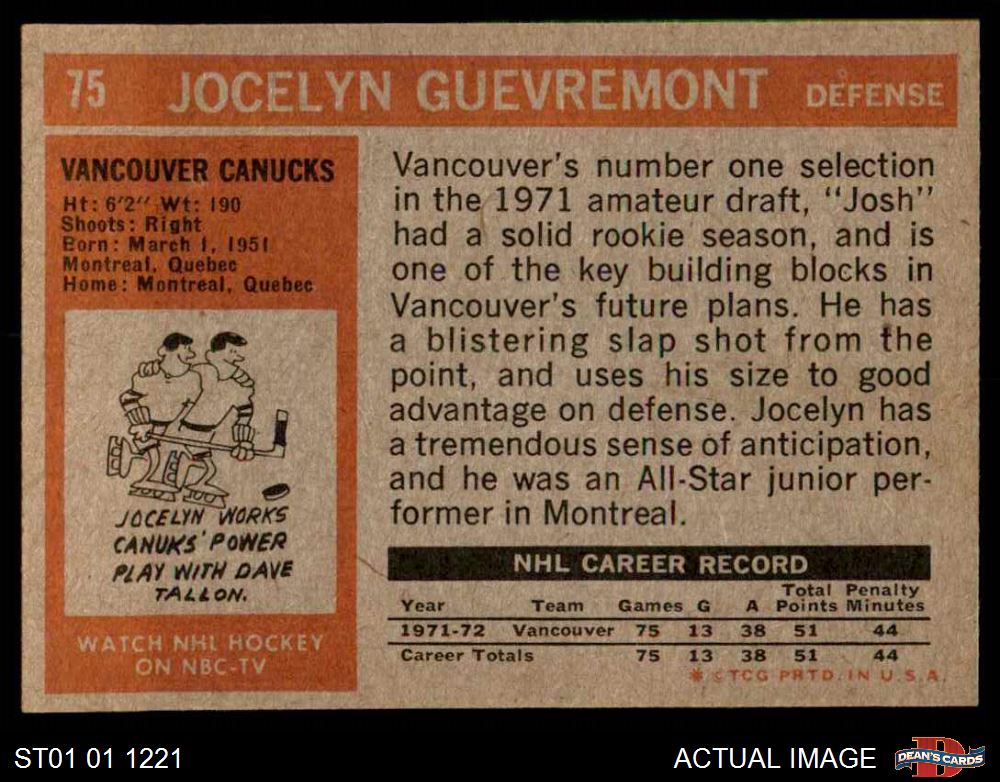 75 JOCELYN GUEVREMONT DEFENSE
VANCOUVER CANUCKS
Ht: 6'2" Wt: 190
Shoots: Right
Born: March 1, 1951
Montreal, Quebec
Home: Montreal, Quebec
JOCELYN WORKS
CANUKS' POWER
PLAY WITH DAVE
TALLON.
WATCH NHL HOCKEY
ON NBC-TV
Vancouver's number one selection
in the 1971 amateur draft, "Josh"
had a solid rookie season, and is
one of the key building blocks in
Vancouver's future plans. He has
a blistering slap shot from the
point, and uses his size to good
advantage on defense. Jocelyn has
a tremendous sense of anticipation,
and he was an All-Star junior per-
former in Montreal.
NHL CAREER RECORD
Year Team Games G A Total Points Penalty Minutes
1971-72 Vancouver 75 13 38 51 44
Career Totals 75 13 38 51 44
* © TCG PRTD. IN U.S.A.
ST01 01 1221
ACTUAL IMAGE
D
DEAN'S CARDS